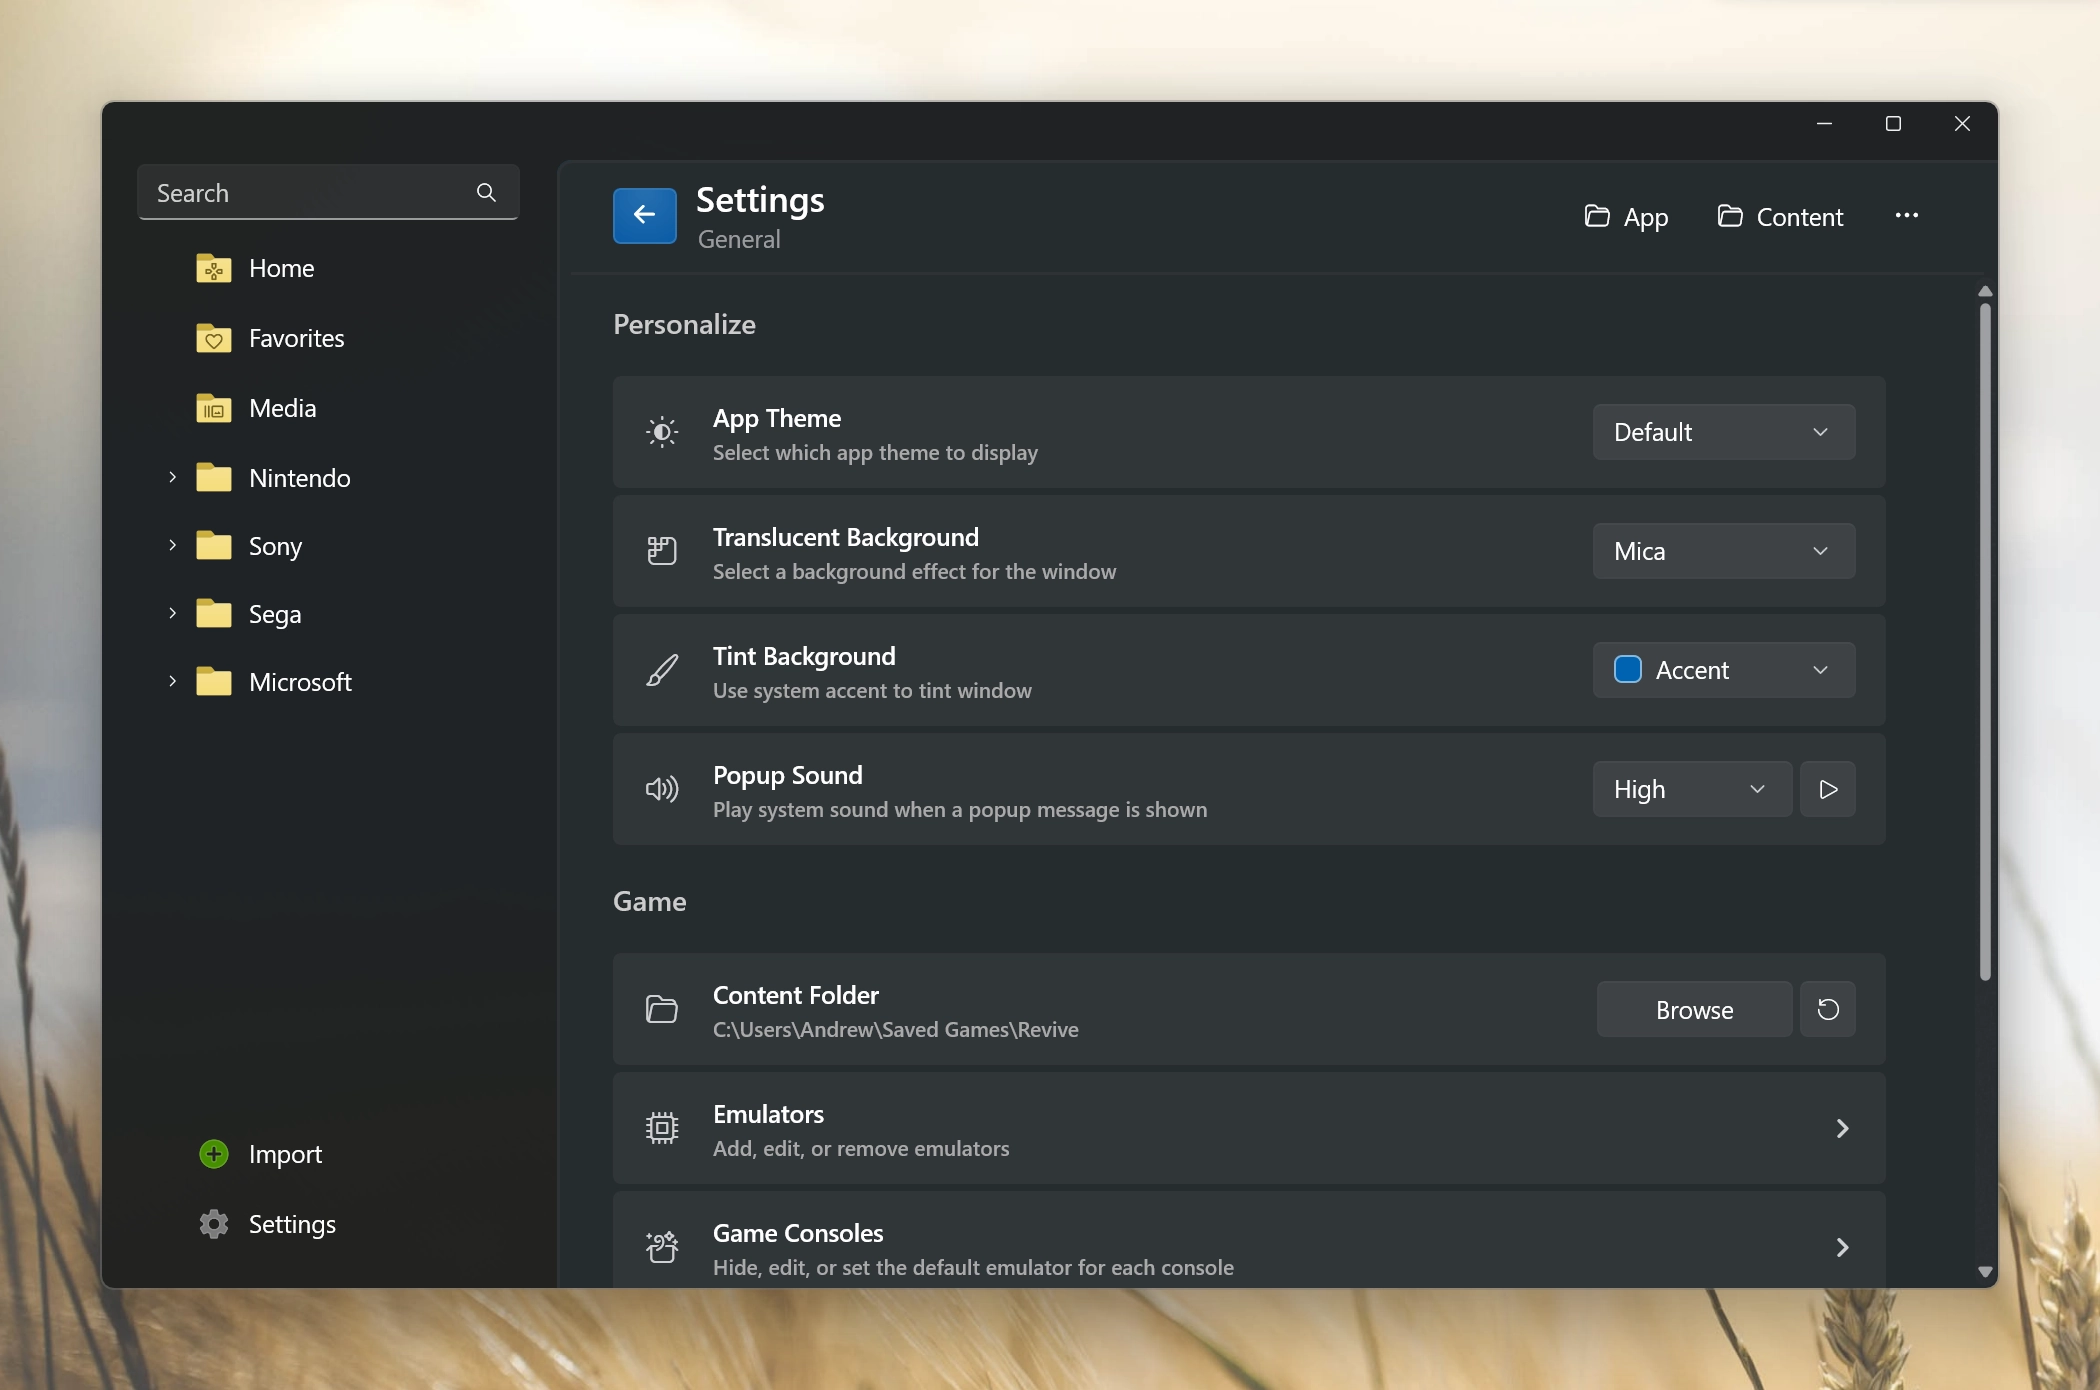 Search
Home
Favorites
Media
Nintendo
Sony
Sega
Microsoft
Import
Settings
Settings
General
App
Content
Personalize
App Theme
Select which app theme to display
Default
Translucent Background
Select a background effect for the window
Mica
Tint Background
Use system accent to tint window
Accent
Popup Sound
Play system sound when a popup message is shown
High
Game
Content Folder
C:\Users\Andrew\Saved Games\Revive
Browse
Emulators
Add, edit, or remove emulators
Game Consoles
Hide, edit, or set the default emulator for each console